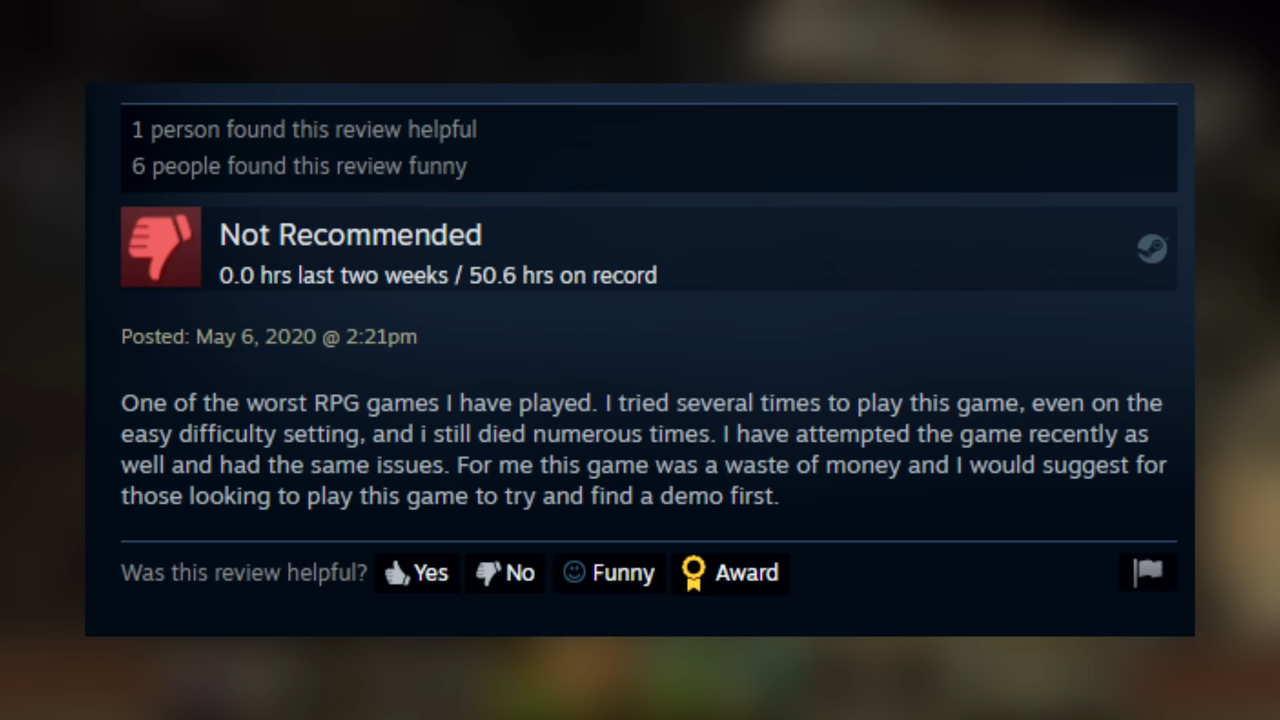 1 person found this review helpful
6 people found this review funny
Not Recommended
0.0 hrs last two weeks / 50.6 hrs on record
Posted: May 6, 2020 @ 2:21pm
One of the worst RPG games I have played. I tried several times to play this game, even on the
easy difficulty setting, and i still died numerous times. I have attempted the game recently as
well and had the same issues. For me this game was a waste of money and I would suggest for
those looking to play this game to try and find a demo first.
Was this review helpful? Yes No Funny Award